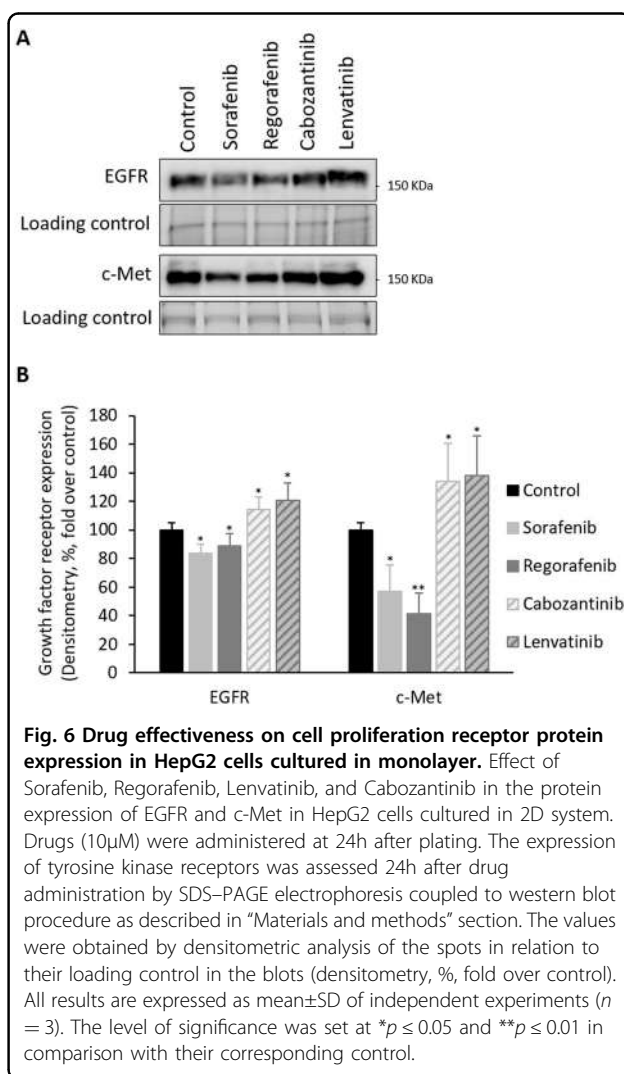 A
Control
Sorafenib
Regorafenib
Cabozantinib
Lenvatinib
EGFR
150 KDa
Loading control
c-Met
150 KDa
Loading control
B
Growth factor receptor expression
(Densitometry, %, fold over control)
180
160
140
120
100
80
60
40
20
0
* * * *
* ** * *
EGFR
c-Met
Control
Sorafenib
Regorafenib
Cabozantinib
Lenvatinib
Fig. 6 Drug effectiveness on cell proliferation receptor protein
expression in HepG2 cells cultured in monolayer. Effect of
Sorafenib, Regorafenib, Lenvatinib, and Cabozantinib in the protein
expression of EGFR and c-Met in HepG2 cells cultured in 2D system.
Drugs (10μM) were administered at 24h after plating. The expression
of tyrosine kinase receptors was assessed 24h after drug
administration by SDS–PAGE electrophoresis coupled to western blot
procedure as described in “Materials and methods” section. The values
were obtained by densitometric analysis of the spots in relation to
their loading control in the blots (densitometry, %, fold over control).
All results are expressed as mean±SD of independent experiments (n
= 3). The level of significance was set at *p ≤ 0.05 and **p ≤ 0.01 in
comparison with their corresponding control.